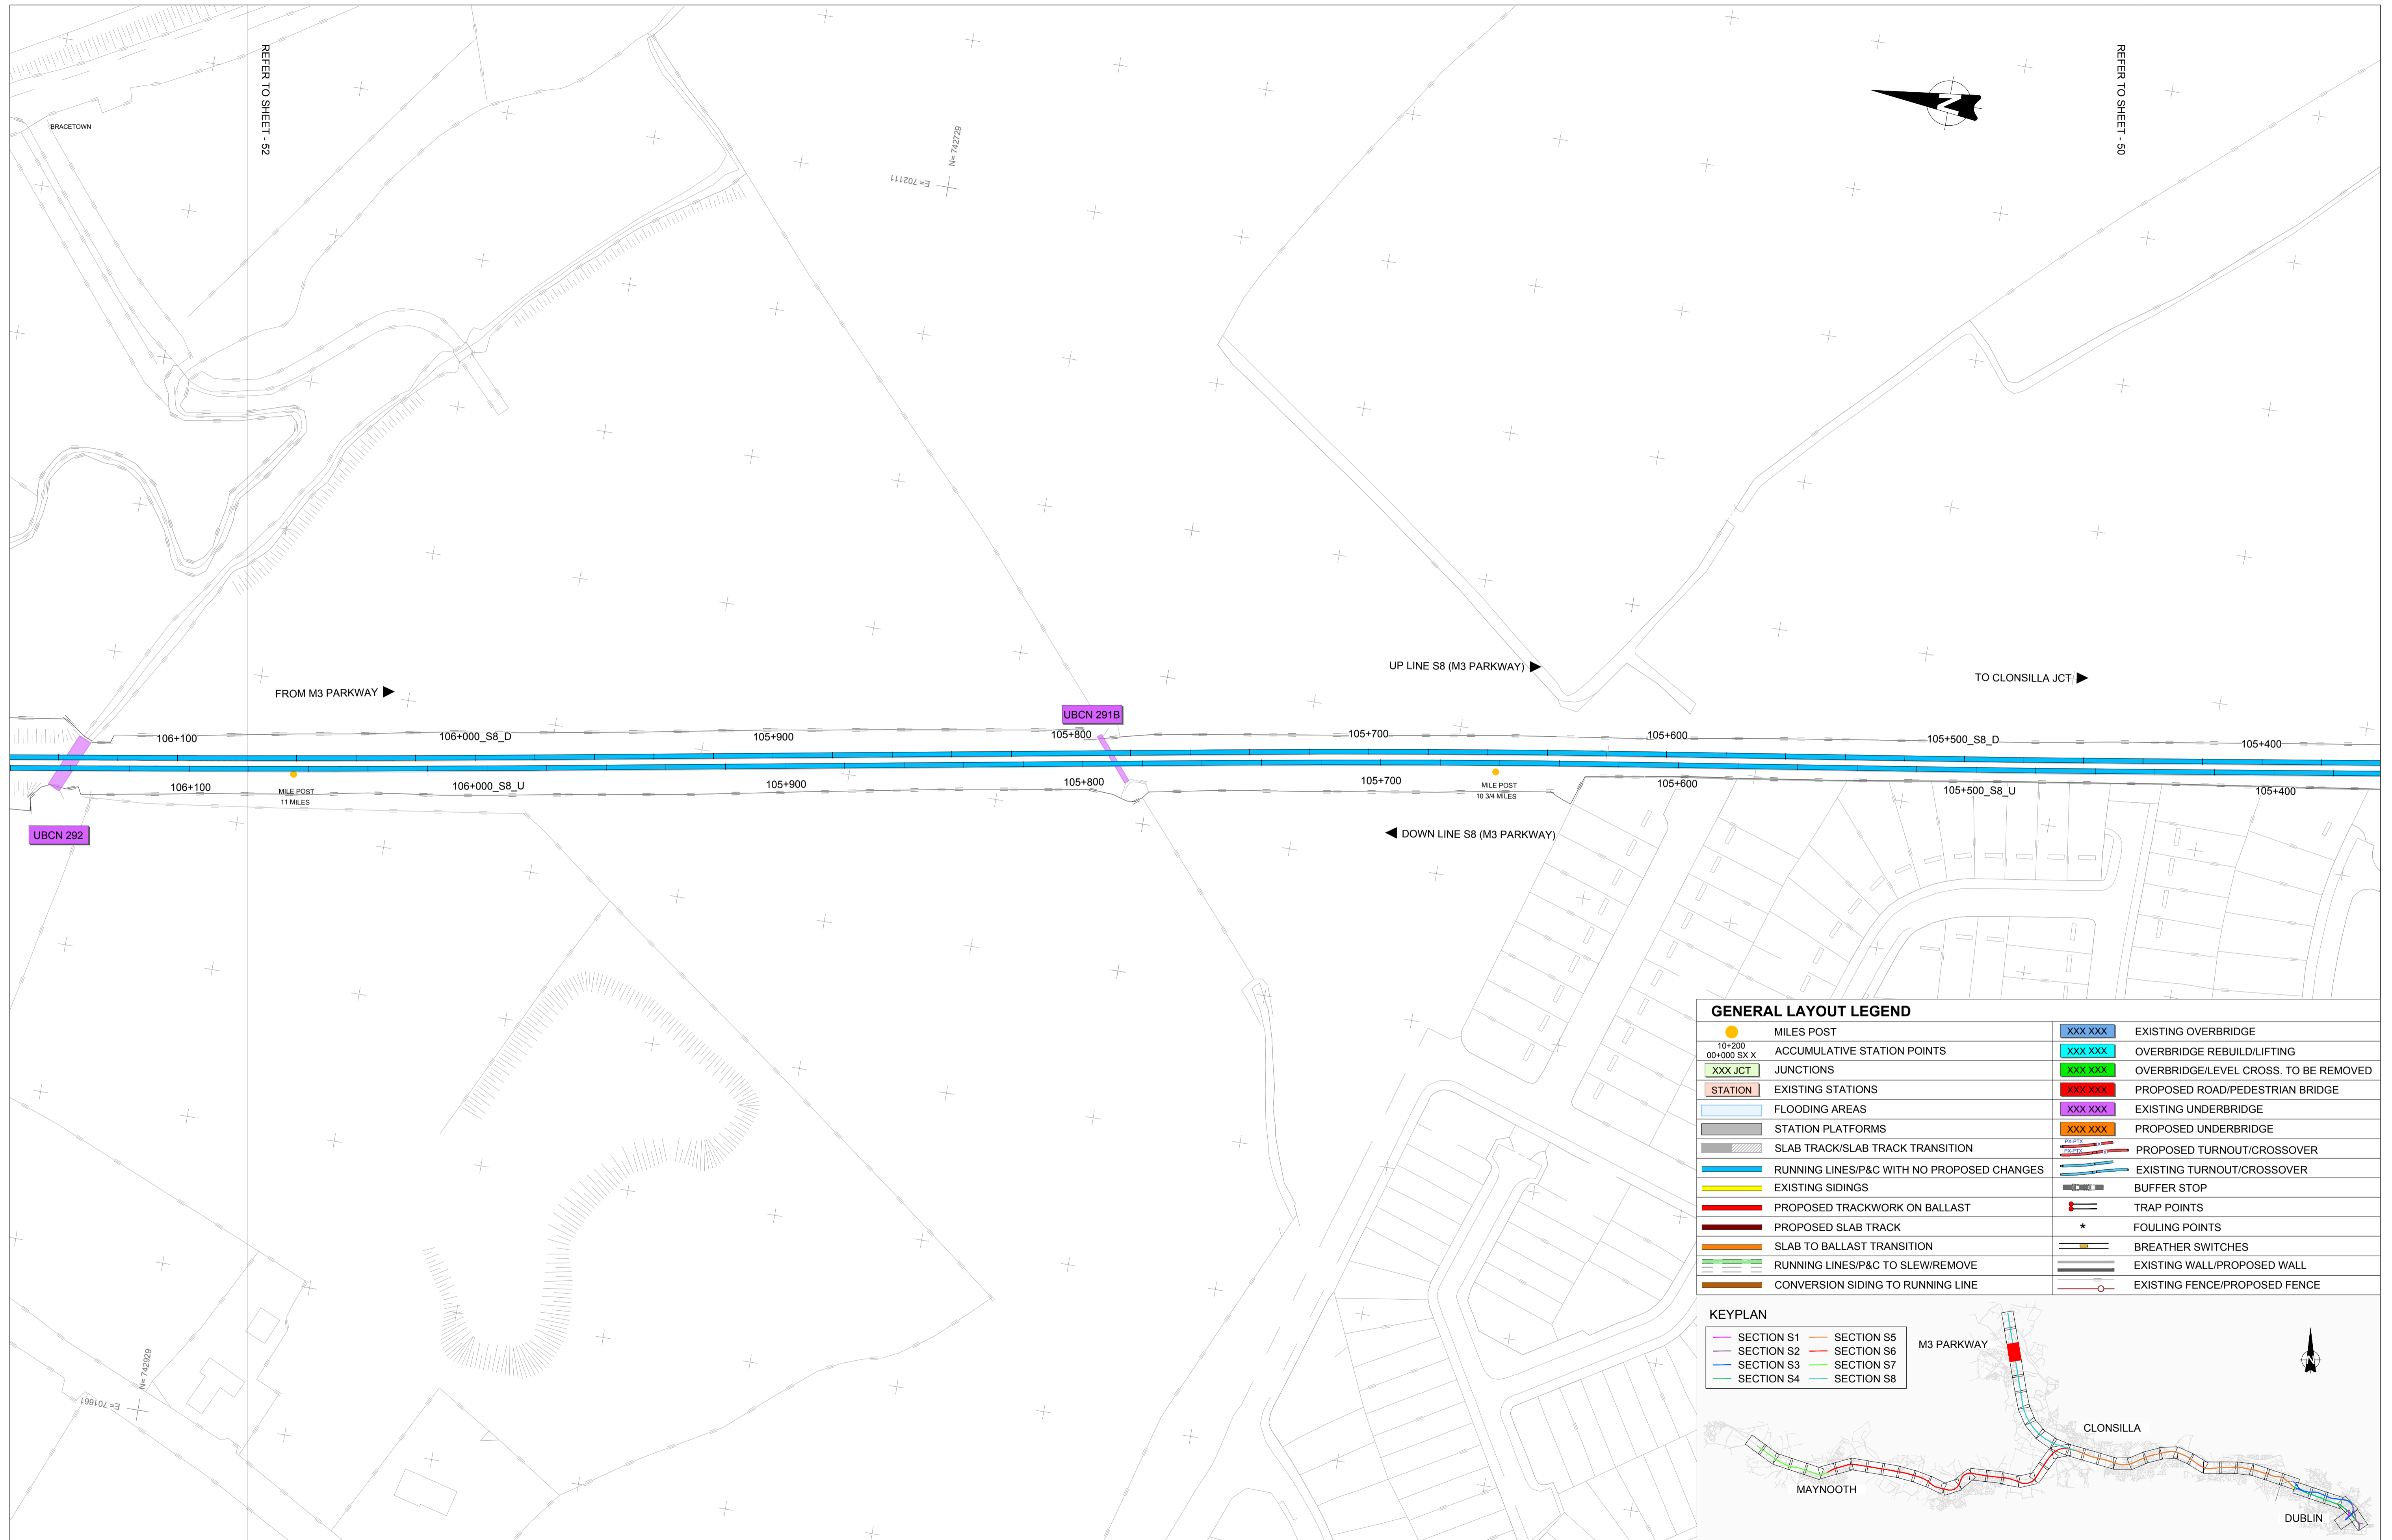 REFER TO SHEET - 52
REFER TO SHEET - 50
BRACETOWN
N= 742729
E= 702111
N
UP LINE S8 (M3 PARKWAY)
FROM M3 PARKWAY
TO CLONSILLA JCT
UBCN 291B
106+100
106+000_S8_D
105+900
105+800
105+700
105+600
105+500_S8_D
105+400
106+100
MILE POST
11 MILES
106+000_S8_U
105+900
105+800
105+700
MILE POST
10 3/4 MILES
105+600
105+500_S8_U
105+400
UBCN 292
DOWN LINE S8 (M3 PARKWAY)
N= 742929
E= 701661
GENERAL LAYOUT LEGEND
MILES POST
10+200
00+000 SX X
ACCUMULATIVE STATION POINTS
XXX JCT
JUNCTIONS
STATION
EXISTING STATIONS
FLOODING AREAS
STATION PLATFORMS
SLAB TRACK/SLAB TRACK TRANSITION
RUNNING LINES/P&C WITH NO PROPOSED CHANGES
EXISTING SIDINGS
PROPOSED TRACKWORK ON BALLAST
PROPOSED SLAB TRACK
SLAB TO BALLAST TRANSITION
RUNNING LINES/P&C TO SLEW/REMOVE
CONVERSION SIDING TO RUNNING LINE
XXX XXX
EXISTING OVERBRIDGE
XXX XXX
OVERBRIDGE REBUILD/LIFTING
XXX XXX
OVERBRIDGE/LEVEL CROSS. TO BE REMOVED
XXX XXX
PROPOSED ROAD/PEDESTRIAN BRIDGE
XXX XXX
EXISTING UNDERBRIDGE
XXX XXX
PROPOSED UNDERBRIDGE
PX-PTX
PX-PTX
PROPOSED TURNOUT/CROSSOVER
EXISTING TURNOUT/CROSSOVER
BUFFER STOP
TRAP POINTS
*
FOULING POINTS
BREATHER SWITCHES
EXISTING WALL/PROPOSED WALL
EXISTING FENCE/PROPOSED FENCE
KEYPLAN
SECTION S1
SECTION S2
SECTION S3
SECTION S4
SECTION S5
SECTION S6
SECTION S7
SECTION S8
M3 PARKWAY
N
CLONSILLA
MAYNOOTH
DUBLIN